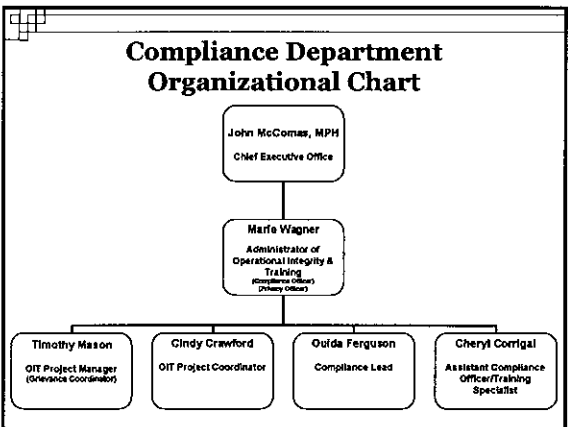 Compliance Department
Organizational Chart
John McComas, MPH
Chief Executive Office
Marie Wagner
Administrator of
Operational Integrity &
Training
(Compliance Officer)
(Privacy Officer)
Timothy Mason
OIT Project Manager
(Grievance Coordinator)
Cindy Crawford
OIT Project Coordinator
Ouida Ferguson
Compliance Lead
Cheryl Corrigal
Assistant Compliance
Officer/Training
Specialist